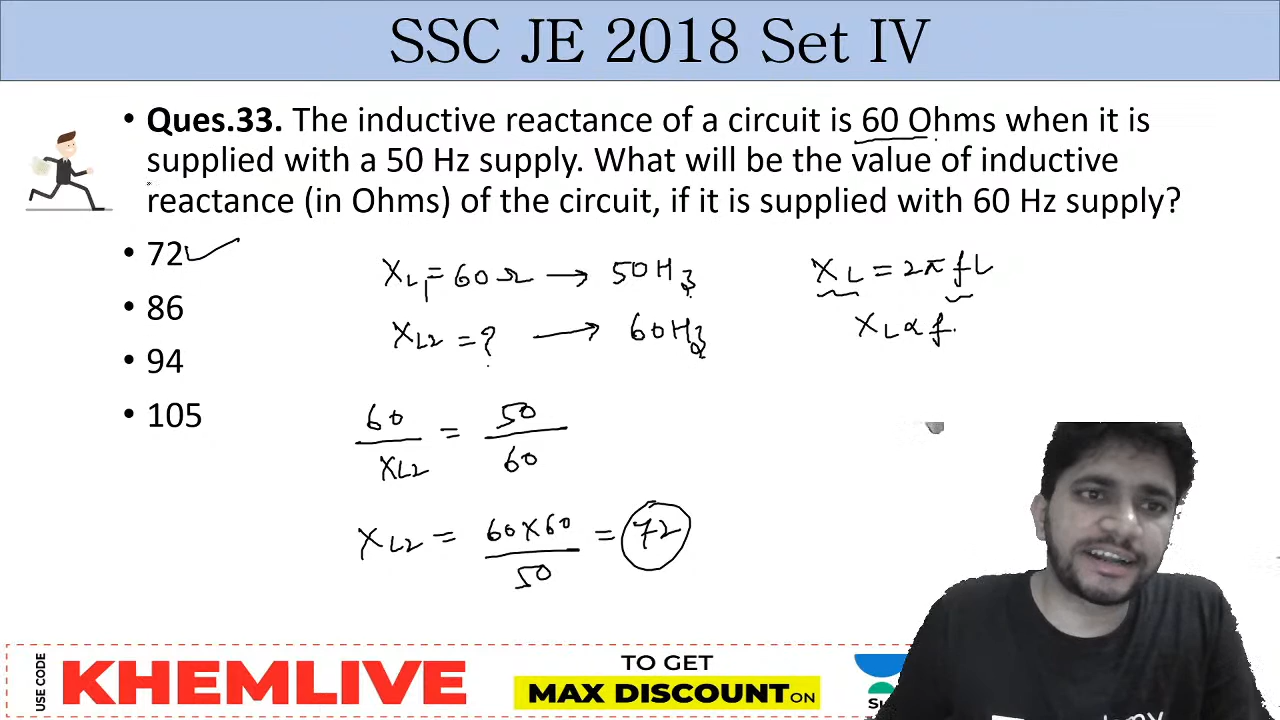 SSC JE 2018 Set IV
• Ques.33. The inductive reactance of a circuit is 60 Ohms when it is
supplied with a 50 Hz supply. What will be the value of inductive
reactance (in Ohms) of the circuit, if it is supplied with 60 Hz supply?
• 72 ✓
• 86
• 94
• 105
XL1 = 60 Ω → 50 Hz
XL2 = ? → 60 Hz
XL = 2π fL
XL ∝ f.
60/XL2 = 50/60
XL2 = 60 X 60/50 = 72
USE CODE
KHEMLIVE
TO GET
MAX DISCOUNT ON